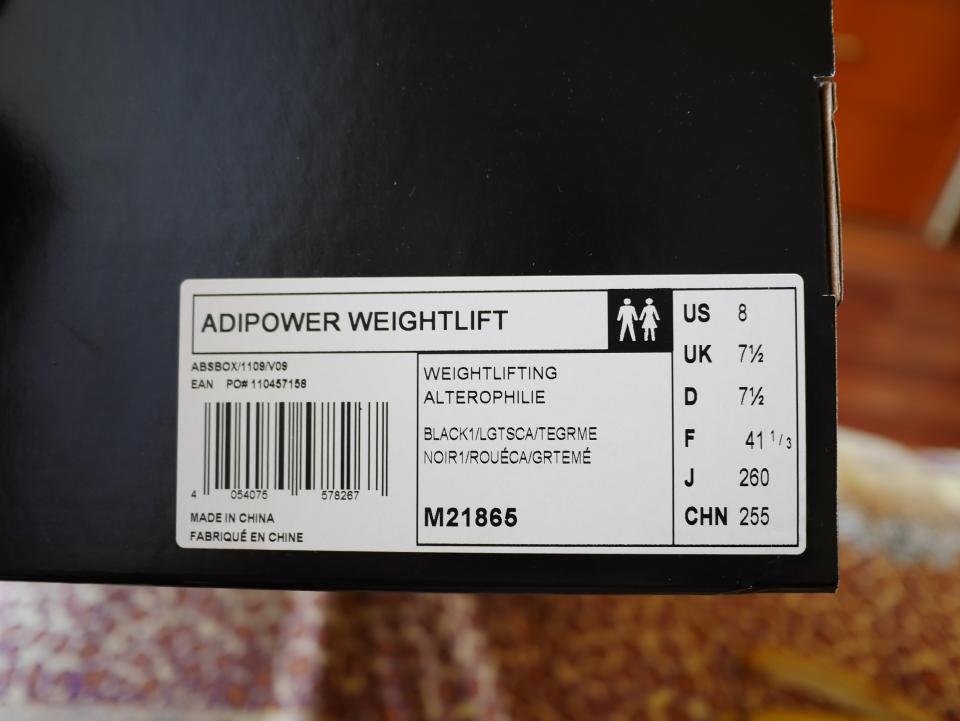 ADIPOWER WEIGHTLIFT
ABSBOX/1109/V09
EAN PO# 110457158
4 054075 578267
MADE IN CHINA
FABRIQUÉ EN CHINE
WEIGHTLIFTING
ALTEROPHILIE
BLACK1/LGTSCA/TEGRME
NOIR1/ROUÉCA/GRTEMÉ
M21865
US 8
UK 7½
D 7½
F 41 1/3
J 260
CHN 255